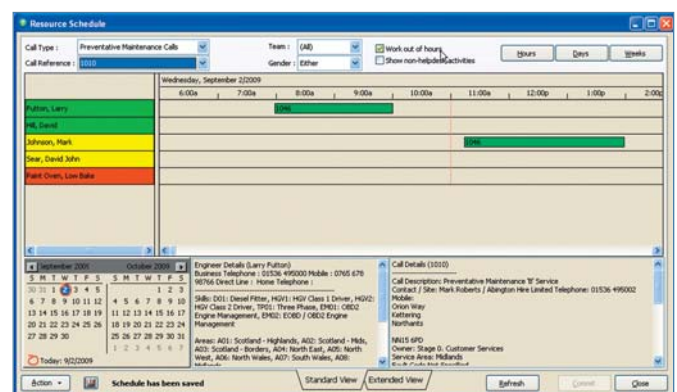 Resource Schedule
Call Type : Preventative Maintenance Calls Team : (All) Work out of hours Hours Days Weeks
Call Reference : 1010 Gender : Either Show non-helpdesk activities
Wednesday, September 2/2009
6:00a 7:00a 8:00a 9:00a 10:00a 11:00a 12:00p 1:00p 2:00p
Futton, Larry 1046
Hill, David
Johnson, Mark 1046
Sear, David John
Paint Oven, Low Bake
September 2009 October 2009
S M T W T F S S M T W T F S
30 31 1 2 3 4 5 1 2 3
6 7 8 9 10 11 12 4 5 6 7 8 9 10
13 14 15 16 17 18 19 11 12 13 14 15 16 17
20 21 22 23 24 25 26 18 19 20 21 22 23 24
27 28 29 30 25 26 27 28 29 30 31
1 2 3 4 5 6 7
Today: 9/2/2009
Engineer Details (Larry Futton)
Business Telephone : 01536 495000 Mobile : 0765 678
98766 Direct Line : Home Telephone :
Skills: D01: Diesel Fitter, HGV1: HGV Class 1 Driver, HGV2:
HGV Class 2 Driver, TP01: Three Phase, EM01: OBD2
Engine Management, EM02: EOBD / OBD2 Engine
Management
Areas: A01: Scotland - Highlands, A02: Scotland - Mids,
A03: Scotland - Borders, A04: North East, A05: North
West, A06: North Wales, A07: South Wales, A08:
Midlands
Call Details (1010)
Call Description: Preventative Maintenance 'B' Service
Contact / Site: Mark Roberts / Abington Hire Limited Telephone: 01536 495002
Mobile:
Orion Way
Kettering
Northants
NN15 6PD
Owner: Stage 0. Customer Services
Service Area: Midlands
Fault Code Not Specified
Action Schedule has been saved Standard View Extended View Refresh Commit Close